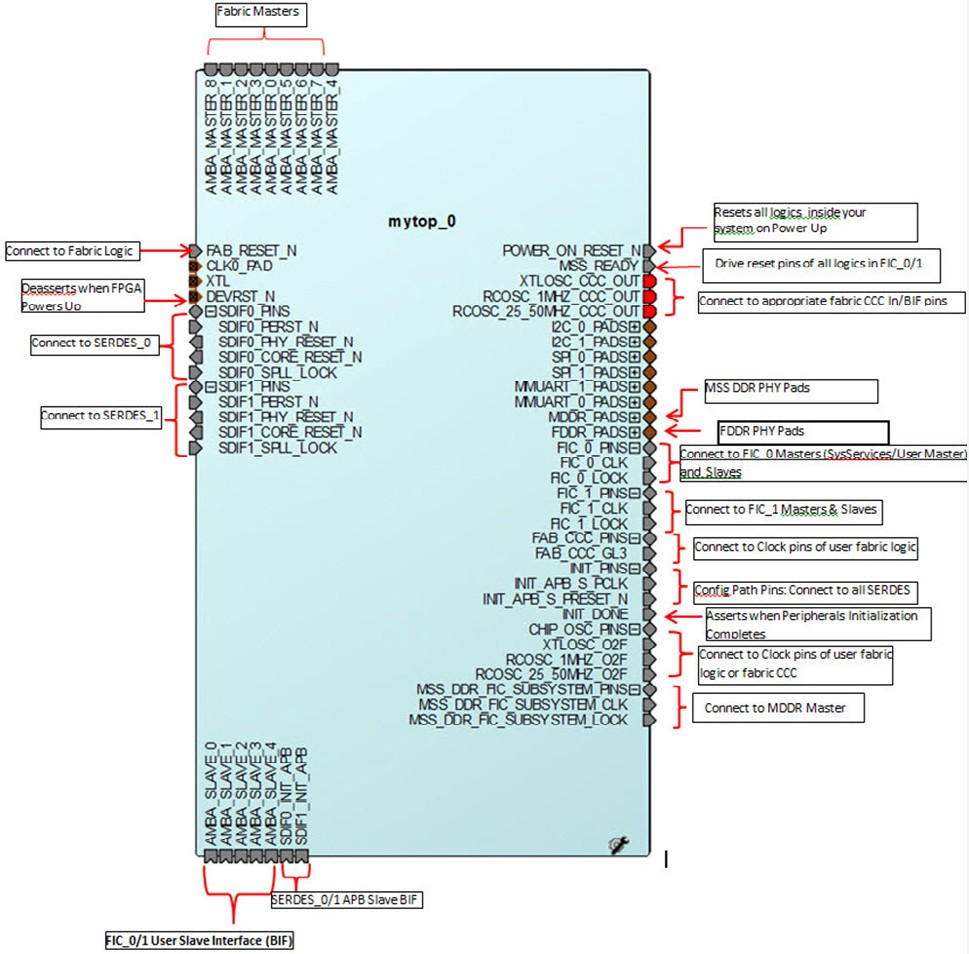 Fabric Masters
AMBA_MASTER_8
AMBA_MASTER_1
AMBA_MASTER_2
AMBA_MASTER_3
AMBA_MASTER_0
AMBA_MASTER_5
AMBA_MASTER_6
AMBA_MASTER_7
AMBA_MASTER_4
mytop_0
Connect to Fabric Logic
Deasserts when FPGA
Powers Up
Connect to SERDES_0
Connect to SERDES_1
FAB_RESET_N
CLK0_PAD
XTL
DEVRST_N
SDIF0_PINS
SDIF0_PERST_N
SDIF0_PHY_RESET_N
SDIF0_CORE_RESET_N
SDIF0_SPLL_LOCK
SDIF1_PINS
SDIF1_PERST_N
SDIF1_PHY_RESET_N
SDIF1_CORE_RESET_N
SDIF1_SPLL_LOCK
POWER_ON_RESET_N
MSS_READY
XTLOSC_CCC_OUT
RCOSC_1MHZ_CCC_OUT
RCOSC_25_50MHZ_CCC_OUT
I2C_0_PADS
I2C_1_PADS
SPI_0_PADS
SPI_1_PADS
MMUART_1_PADS
MMUART_0_PADS
MDDR_PADS
FDDR_PADS
FIC_0_PINS
FIC_0_CLK
FIC_0_LOCK
FIC_1_PINS
FIC_1_CLK
FIC_1_LOCK
FAB_CCC_PINS
FAB_CCC_GL3
INIT_PINS
INIT_APB_S_PCLK
INIT_APB_S_PRESET_N
INIT_DONE
CHIP_OSC_PINS
XTLOSC_O2F
RCOSC_1MHZ_O2F
RCOSC_25_50MHZ_O2F
MSS_DDR_FIC_SUBSYSTEM_PINS
MSS_DDR_FIC_SUBSYSTEM_CLK
MSS_DDR_FIC_SUBSYSTEM_LOCK
Resets all logics inside your
system on Power Up
Drive reset pins of all logics in FIC_0/1
Connect to appropriate fabric CCC In/BIF pins
MSS DDR PHY Pads
FDDR PHY Pads
Connect to FIC_0 Masters (SysServices/User Master)
and Slaves
Connect to FIC_1 Masters & Slaves
Connect to Clock pins of user fabric logic
Config Path Pins: Connect to all SERDES
Asserts when Peripherals Initialization
Completes
Connect to Clock pins of user fabric
logic or fabric CCC
Connect to MDDR Master
AMBA_SLAVE_0
AMBA_SLAVE_1
AMBA_SLAVE_2
AMBA_SLAVE_3
AMBA_SLAVE_4
SDIF0_INIT_APB
SDIF1_INIT_APB
SERDES_0/1 APB Slave BIF
FIC_0/1 User Slave Interface (BIF)